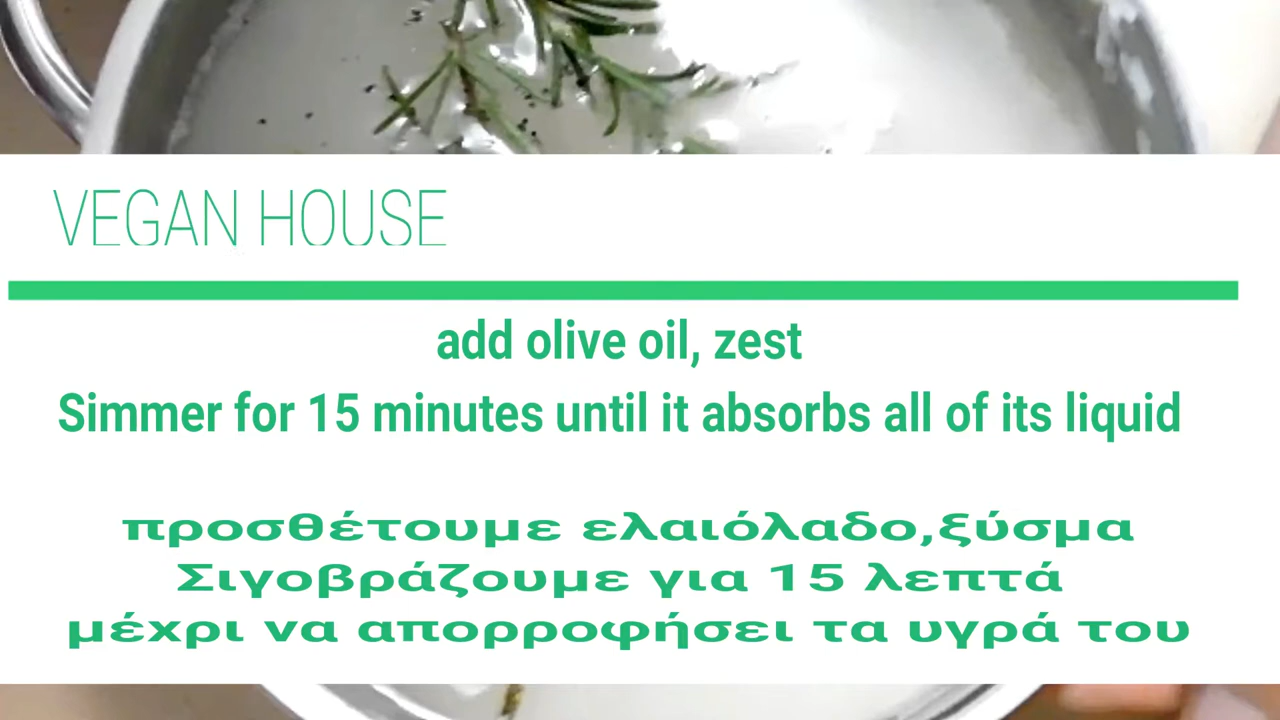 VEGAN HOUSE
add olive oil, zest
Simmer for 15 minutes until it absorbs all of its liquid
προσθέτουμε ελαιόλαδο,ξύσμα
Σιγοβράζουμε για 15 λεπτά
μέχρι να απορροφήσει τα υγρά του